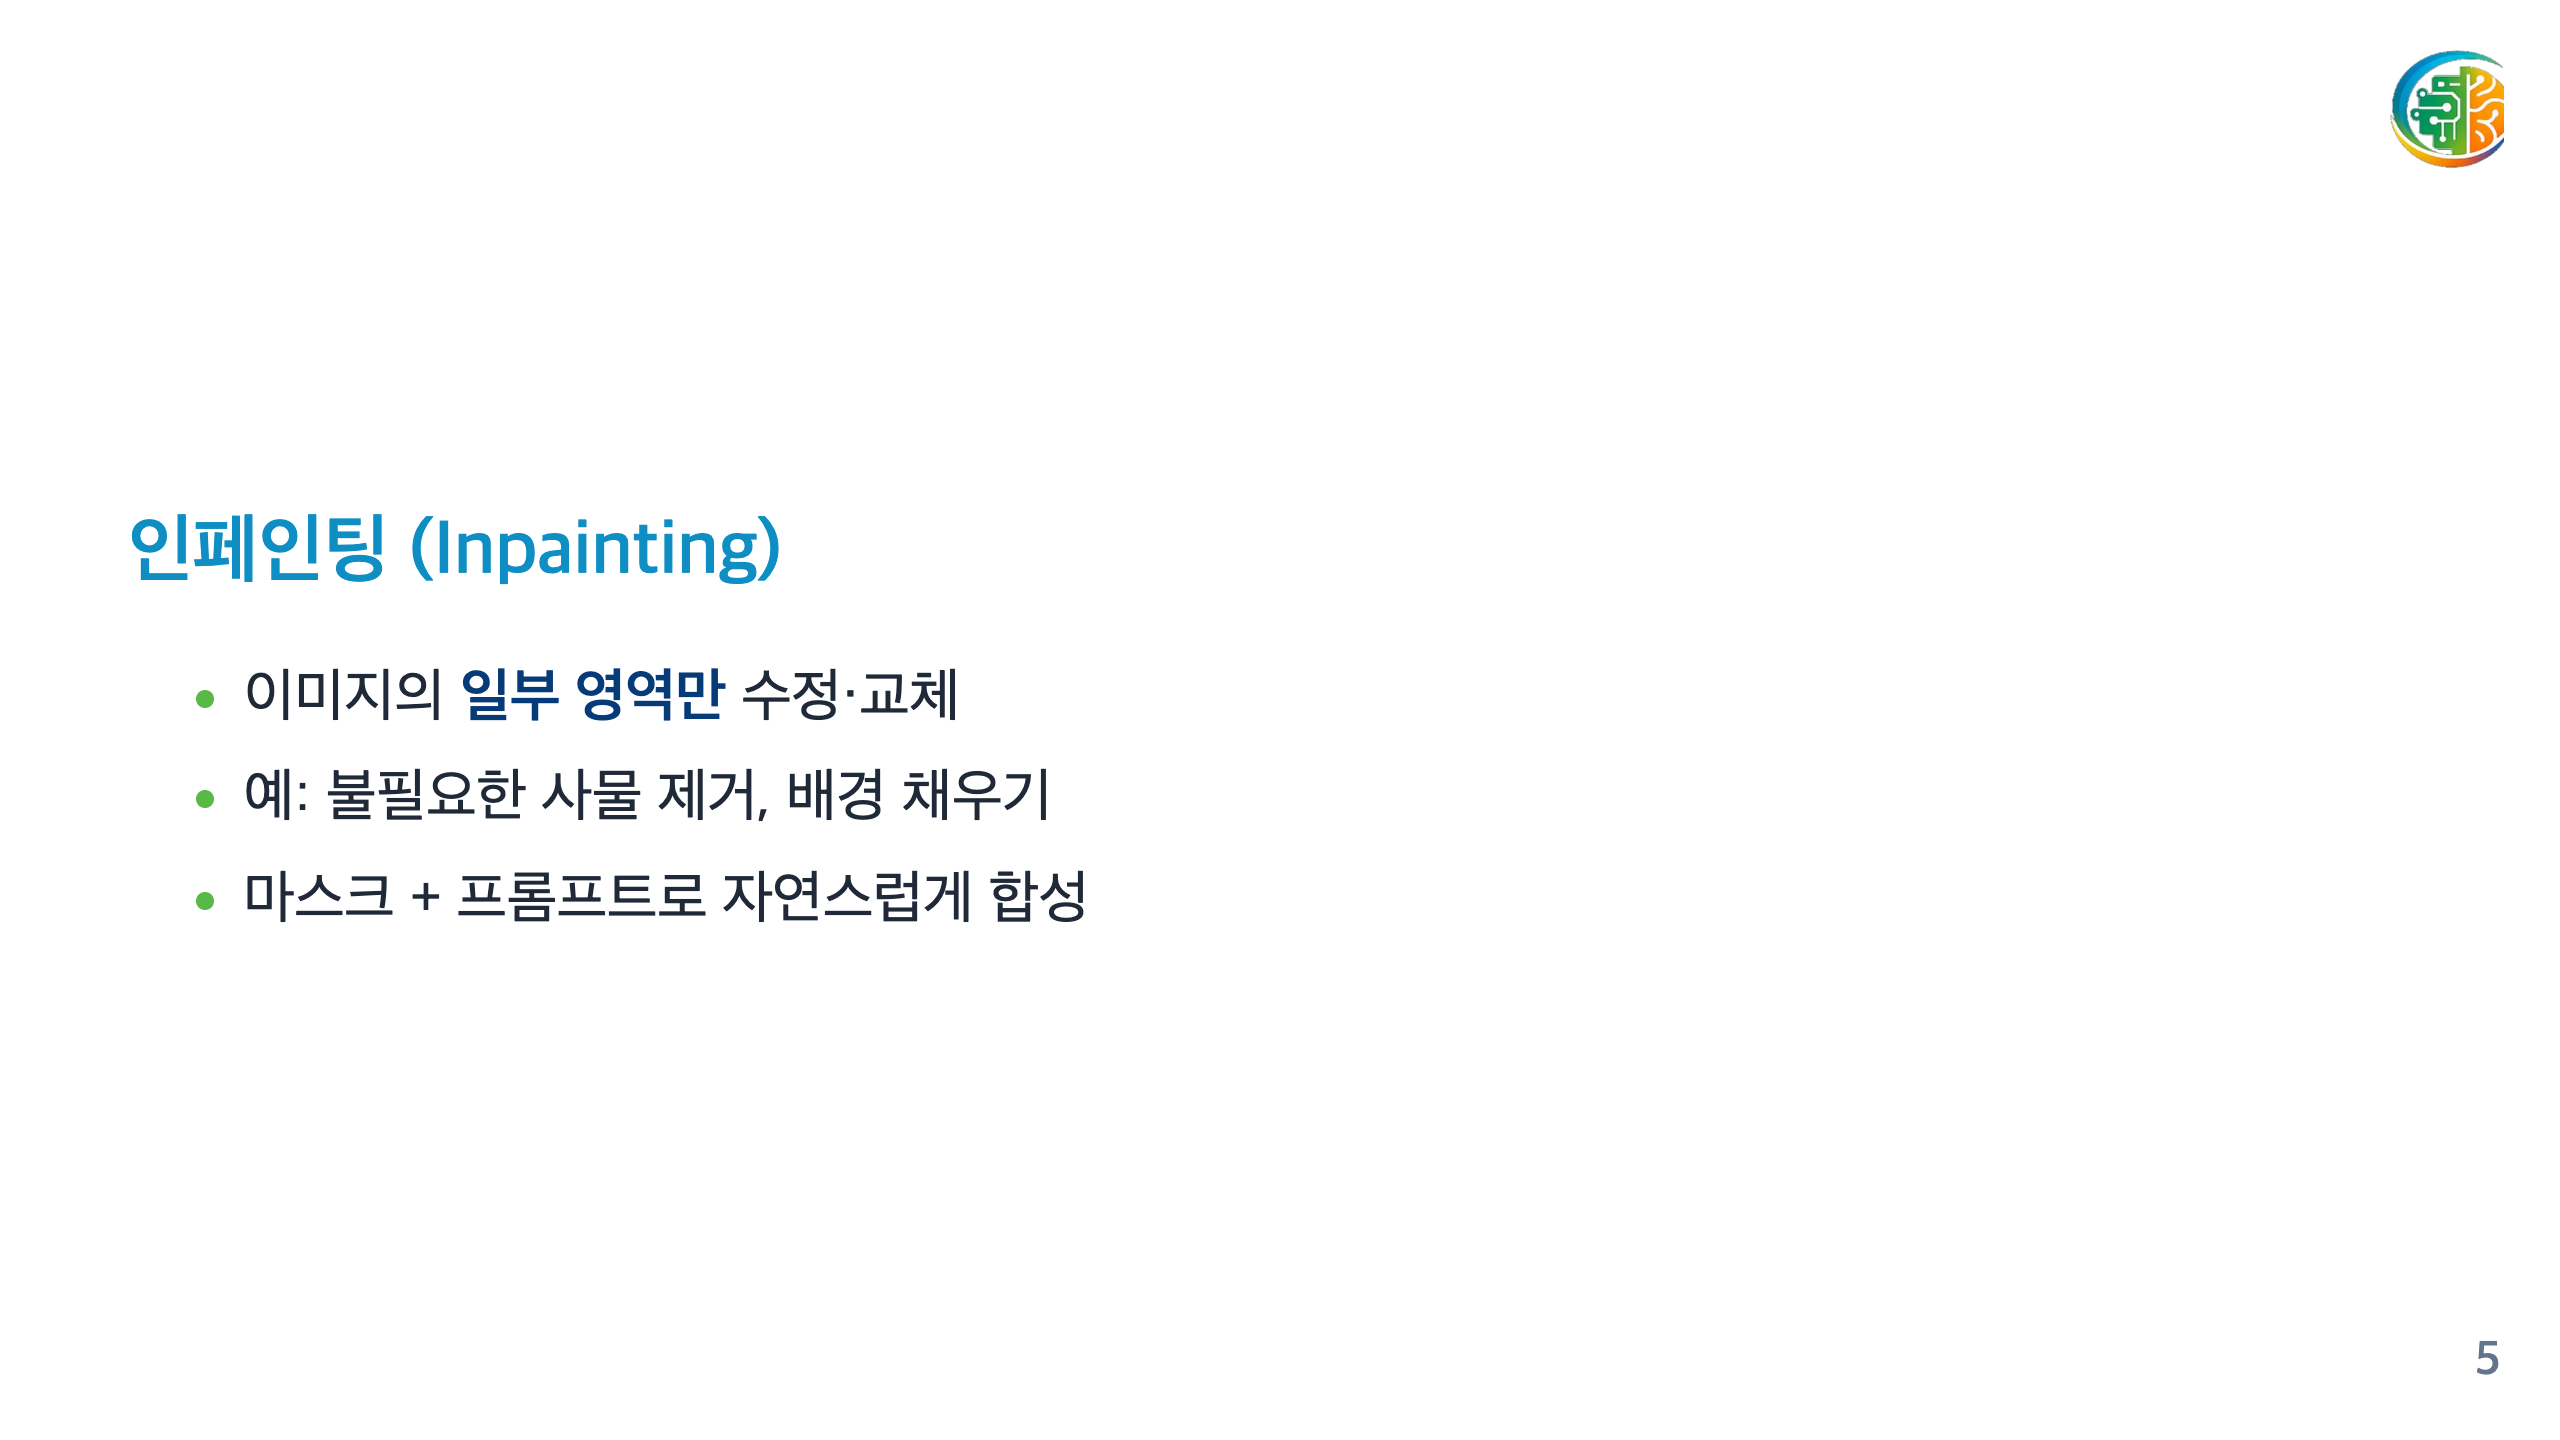 인페인팅 (Inpainting)
• 이미지의 일부 영역만 수정·교체
• 예: 불필요한 사물 제거, 배경 채우기
• 마스크 + 프롬프트로 자연스럽게 합성
5